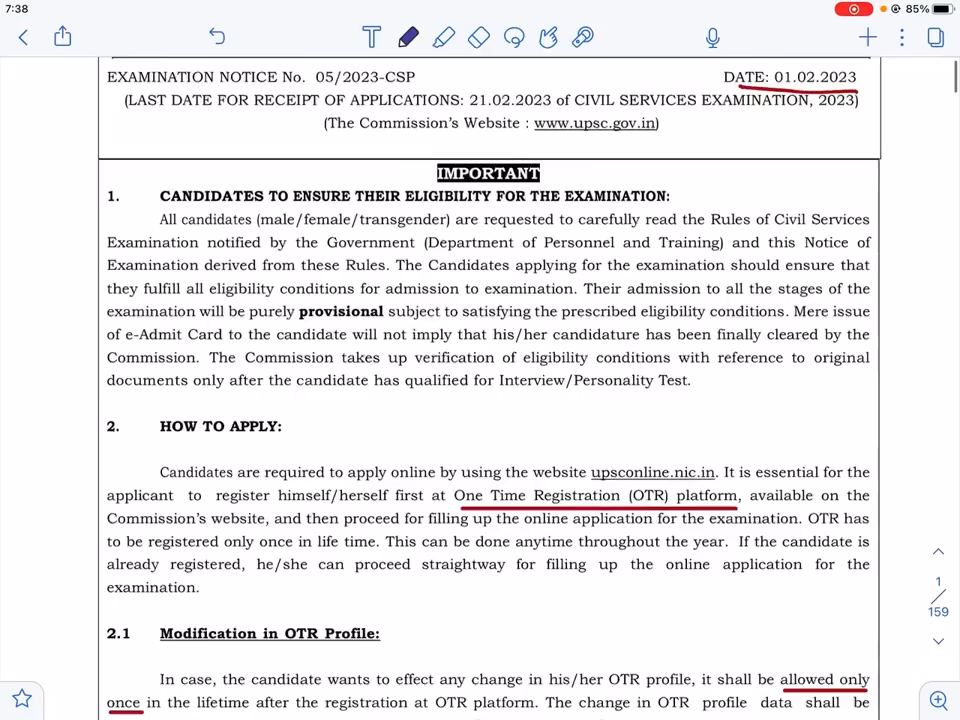 7:38
85%
EXAMINATION NOTICE No. 05/2023-CSP DATE: 01.02.2023
(LAST DATE FOR RECEIPT OF APPLICATIONS: 21.02.2023 of CIVIL SERVICES EXAMINATION, 2023)
(The Commission's Website : www.upsc.gov.in)
IMPORTANT
1. CANDIDATES TO ENSURE THEIR ELIGIBILITY FOR THE EXAMINATION:
All candidates (male/female/transgender) are requested to carefully read the Rules of Civil Services
Examination notified by the Government (Department of Personnel and Training) and this Notice of
Examination derived from these Rules. The Candidates applying for the examination should ensure that
they fulfill all eligibility conditions for admission to examination. Their admission to all the stages of the
examination will be purely provisional subject to satisfying the prescribed eligibility conditions. Mere issue
of e-Admit Card to the candidate will not imply that his/her candidature has been finally cleared by the
Commission. The Commission takes up verification of eligibility conditions with reference to original
documents only after the candidate has qualified for Interview/Personality Test.
2. HOW TO APPLY:
Candidates are required to apply online by using the website upsconline.nic.in. It is essential for the
applicant to register himself/herself first at One Time Registration (OTR) platform, available on the
Commission's website, and then proceed for filling up the online application for the examination. OTR has
to be registered only once in life time. This can be done anytime throughout the year. If the candidate is
already registered, he/she can proceed straightway for filling up the online application for the
examination.
2.1 Modification in OTR Profile:
In case, the candidate wants to effect any change in his/her OTR profile, it shall be allowed only
once in the lifetime after the registration at OTR platform. The change in OTR profile data shall be
1
159